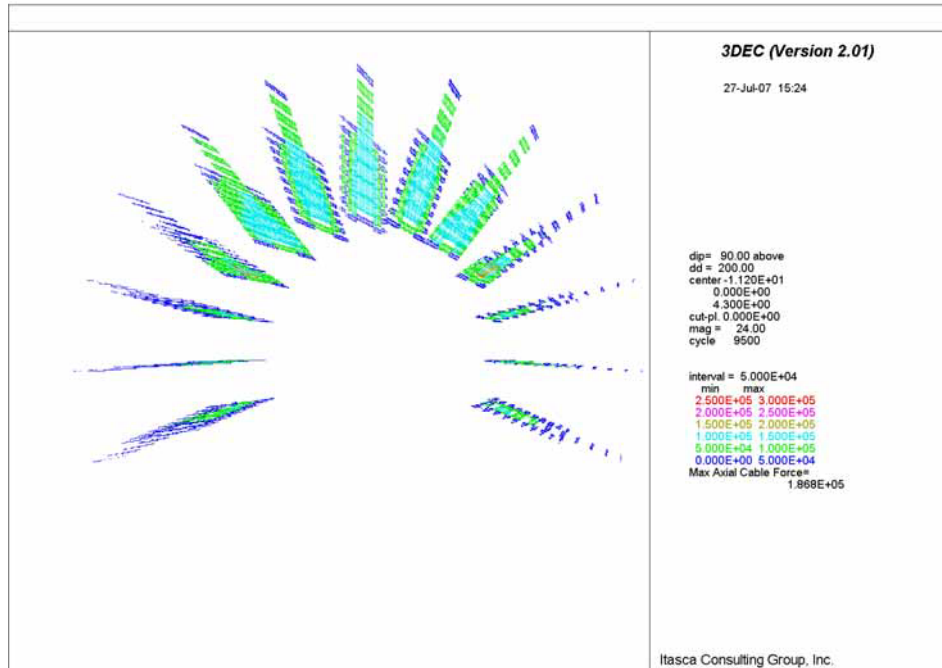 3DEC (Version 2.01)
27-Jul-07 15:24
dip= 90.00 above
dd = 200.00
center -1.120E+01
0.000E+00
4.300E+00
cut-pl. 0.000E+00
mag = 24.00
cycle 9500
interval = 5.000E+04
min max
2.500E+05 3.000E+05
2.000E+05 2.500E+05
1.500E+05 2.000E+05
1.000E+05 1.500E+05
5.000E+04 1.000E+05
0.000E+00 5.000E+04
Max Axial Cable Force=
1.868E+05
Itasca Consulting Group, Inc.